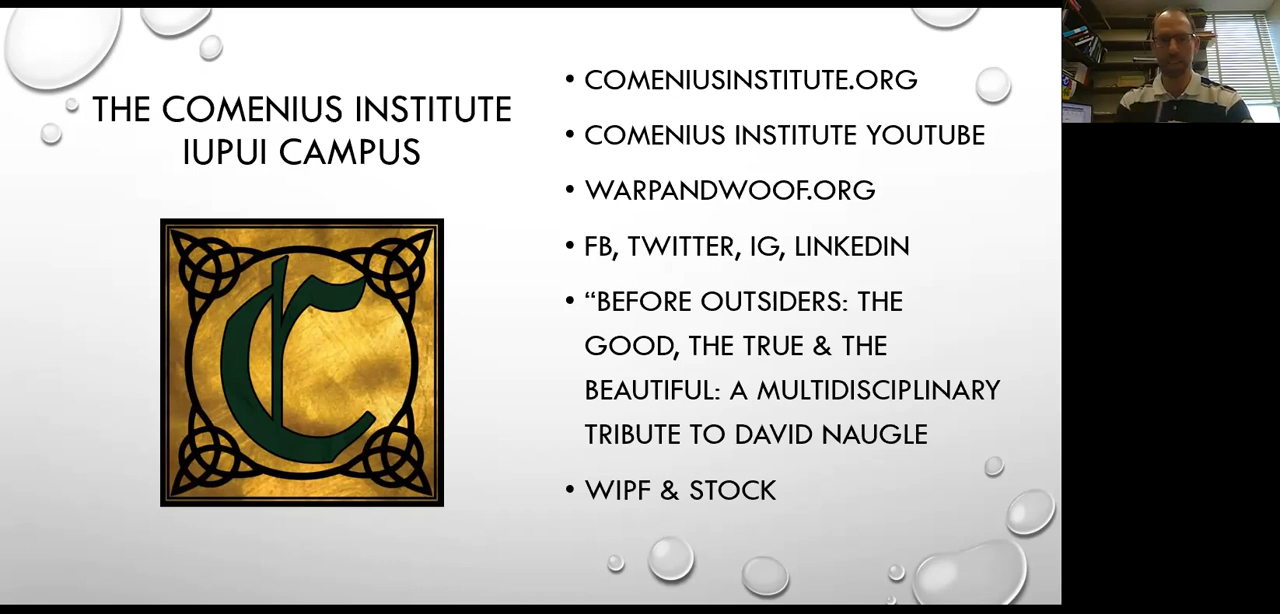 THE COMENIUS INSTITUTE
IUPUI CAMPUS
C
• COMENIUSINSTITUTE.ORG
• COMENIUS INSTITUTE YOUTUBE
• WARPANDWOOF.ORG
• FB, TWITTER, IG, LINKEDIN
• “BEFORE OUTSIDERS: THE
GOOD, THE TRUE & THE
BEAUTIFUL: A MULTIDISCIPLINARY
TRIBUTE TO DAVID NAUGLE
• WIPF & STOCK